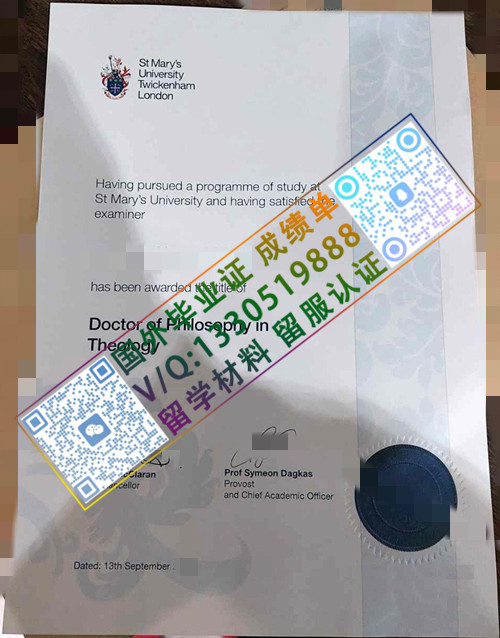 St Mary's
University
Twickenham
London
Having pursued a programme of study at
St Mary's University and having satisfied the
examiner
has been awarded the title of
Doctor of Philosophy in
Theology
国外毕业证 成绩单
V/Q:1330519888
留学材料 留服认证
Prof Symeon Dagkas
Provost
and Chief Academic Officer
Dated: 13th September